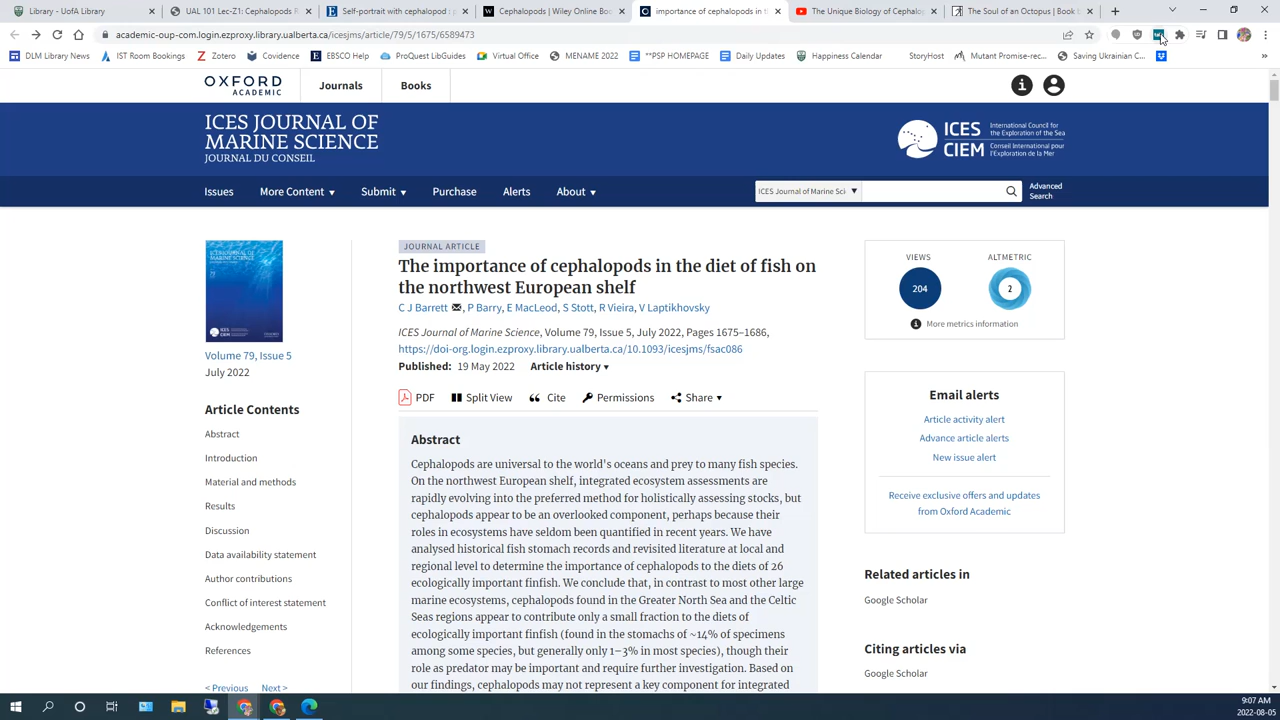 Library - UofA Library
UAL 101 Lec-Z1: Cephalopods R
Self-portrait with cephalopod : p
Cephalopods | Wiley Online Boo
importance of cephalopods in th
The Unique Biology of Cephalop
The Soul of an Octopus | Book b
academic-oup-com.login.ezproxy.library.ualberta.ca/icesjms/article/79/5/1675/6589473
DLM Library News
IST Room Bookings
Zotero
Covidence
EBSCO Help
ProQuest LibGuides
Virtual Office
MENAME 2022
**PSP HOMEPAGE
Daily Updates
Happiness Calendar
StoryHost
Mutant Promise-rec...
Saving Ukrainian C...
OXFORD
ACADEMIC
Journals
Books
ICES JOURNAL OF
MARINE SCIENCE
JOURNAL DU CONSEIL
ICES
CIEM
International Council for
the Exploration of the Sea
Conseil International pour
l'Exploration de la Mer
Issues
More Content
Submit
Purchase
Alerts
About
ICES Journal of Marine Sci
Advanced
Search
JOURNAL ARTICLE
The importance of cephalopods in the diet of fish on
the northwest European shelf
C J Barrett, P Barry, E MacLeod, S Stott, R Vieira, V Laptikhovsky
ICES Journal of Marine Science, Volume 79, Issue 5, July 2022, Pages 1675–1686,
https://doi-org.login.ezproxy.library.ualberta.ca/10.1093/icesjms/fsac086
Published: 19 May 2022 Article history
PDF Split View Cite Permissions Share
Volume 79, Issue 5
July 2022
Article Contents
Abstract
Introduction
Material and methods
Results
Discussion
Data availability statement
Author contributions
Conflict of interest statement
Acknowledgements
References
< Previous Next >
Abstract
Cephalopods are universal to the world's oceans and prey to many fish species.
On the northwest European shelf, integrated ecosystem assessments are
rapidly evolving into the preferred method for holistically assessing stocks, but
cephalopods appear to be an overlooked component, perhaps because their
roles in ecosystems have seldom been quantified in recent years. We have
analysed historical fish stomach records and revisited literature at local and
regional level to determine the importance of cephalopods to the diets of 26
ecologically important finfish. We conclude that, in contrast to most other large
marine ecosystems, cephalopods found in the Greater North Sea and the Celtic
Seas regions appear to contribute only a small fraction to the diets of
ecologically important finfish (found in the stomachs of ~14% of specimens
among some species, but generally only 1–3% in most species), though their
role as predator may be important and require further investigation. Based on
our findings, cephalopods may not represent a key component for integrated
VIEWS
204
ALTMETRIC
2
More metrics information
Email alerts
Article activity alert
Advance article alerts
New issue alert
Receive exclusive offers and updates
from Oxford Academic
Related articles in
Google Scholar
Citing articles via
Google Scholar
9:07 AM
2022-08-05